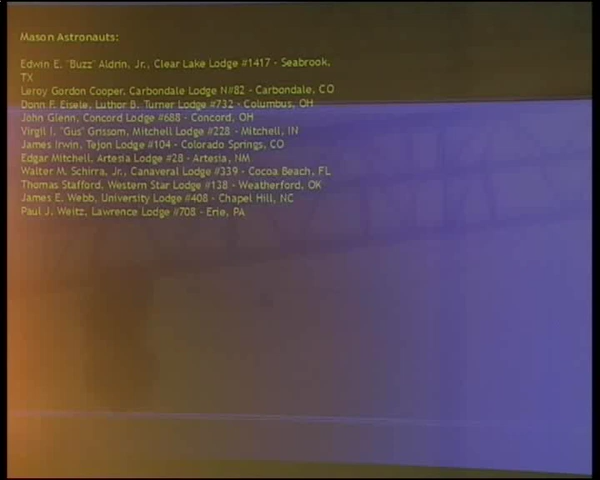 Mason Astronauts:
Edwin E. "Buzz" Aldrin, Jr., Clear Lake Lodge #1417 - Seabrook,
TX
Leroy Gordon Cooper, Carbondale Lodge N#82 - Carbondale, CO
Donn F. Eisele, Luthor B. Turner Lodge #732 - Columbus, OH
John Glenn, Concord Lodge #688 - Concord, OH
Virgil I. "Gus" Grissom, Mitchell Lodge #228 - Mitchell, IN
James Irwin, Tejon Lodge #104 - Colorado Springs, CO
Edgar Mitchell, Artesia Lodge #28 - Artesia, NM
Walter M. Schirra, Jr., Canaveral Lodge #339 - Cocoa Beach, FL
Thomas Stafford, Western Star Lodge #138 - Weatherford, OK
James E. Webb, University Lodge #408 - Chapel Hill, NC
Paul J. Weitz, Lawrence Lodge #708 - Erie, PA